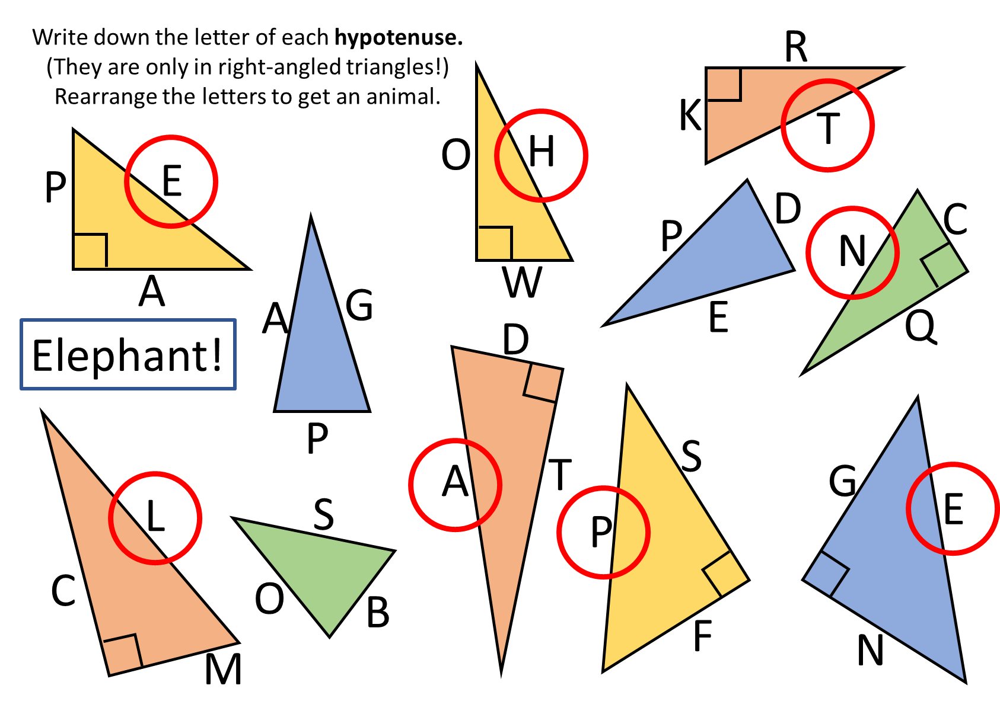 Write down the letter of each hypotenuse.
(They are only in right-angled triangles!)
Rearrange the letters to get an animal.
P
E
A
O
H
W
R
K
T
A
G
P
P
D
E
N
C
Q
Elephant!
D
A
T
L
C
M
S
O
B
S
P
F
G
E
N